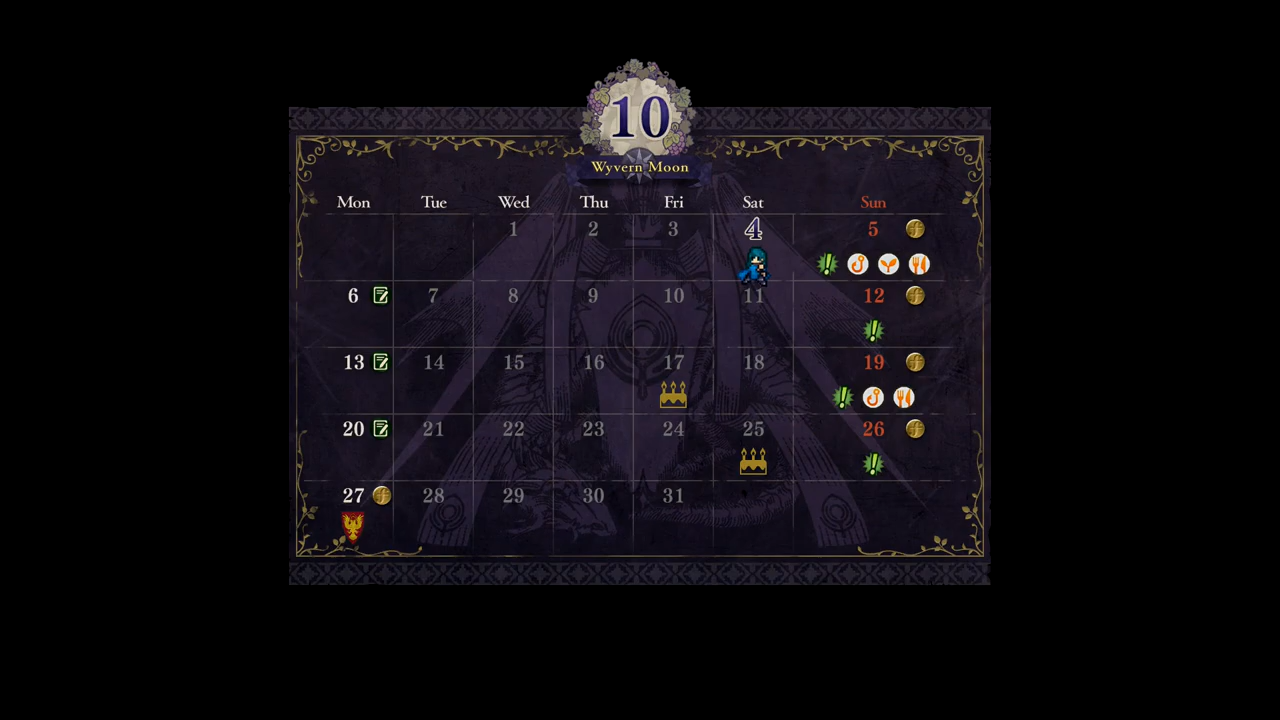 10
Wyvern Moon
Mon Tue Wed Thu Fri Sat Sun
1 2 3 4 5
6 7 8 9 10 11 12
13 14 15 16 17 18 19
20 21 22 23 24 25 26
27 28 29 30 31